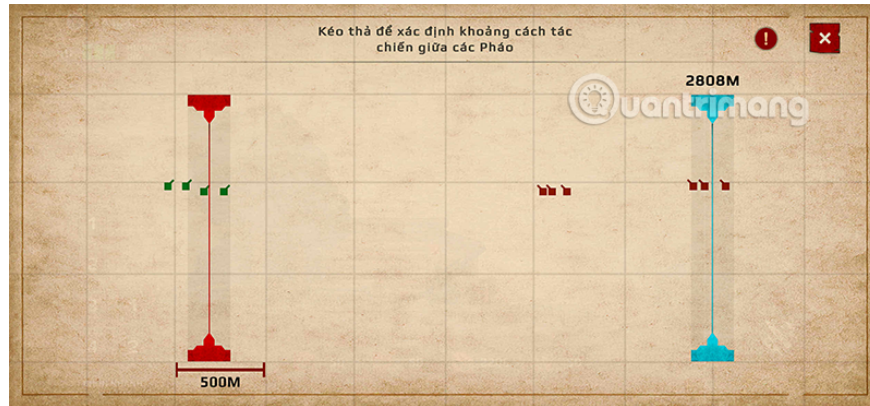 Kéo thả để xác định khoảng cách tác
chiến giữa các Pháo
!
2808M
Quantrimang
500M